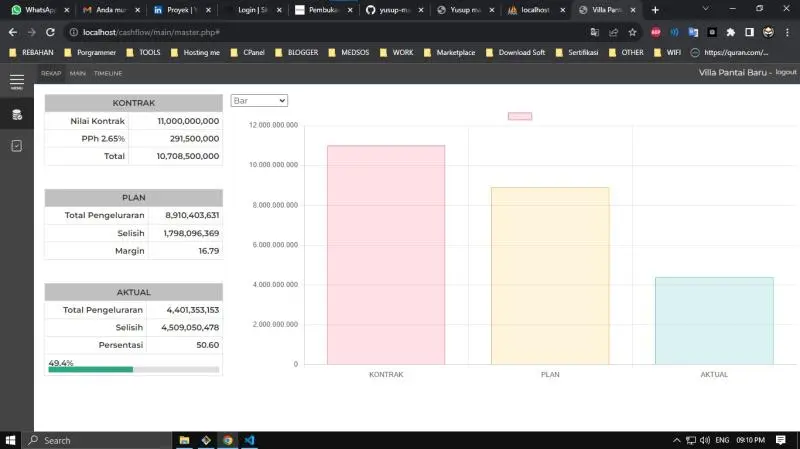 WhatsApp
Anda mu
Proyek | Y
Login | Si
Pembuka
yusup-ma
Yusup ma
localhost
Villa Pant
localhost/cashflow/main/master.php#
REBAHAN
Porgrammer
TOOLS
Hosting me
CPanel
BLOGGER
MEDSOS
WORK
Marketplace
Download Soft
Sertifikasi
OTHER
WIFI
https://quran.com/...
MENU
REKAP MAIN TIMELINE
Villa Pantai Baru - logout
KONTRAK
Nilai Kontrak 11,000,000,000
PPh 2.65% 291,500,000
Total 10,708,500,000
PLAN
Total Pengeluraran 8,910,403,631
Selisih 1,798,096,369
Margin 16.79
AKTUAL
Total Pengeluraran 4,401,353,153
Selisih 4,509,050,478
Persentasi 50.60
49.4%
Bar
12.000.000.000
10.000.000.000
8.000.000.000
6.000.000.000
4.000.000.000
2.000.000.000
0
KONTRAK PLAN AKTUAL
Search
ENG
09:10 PM